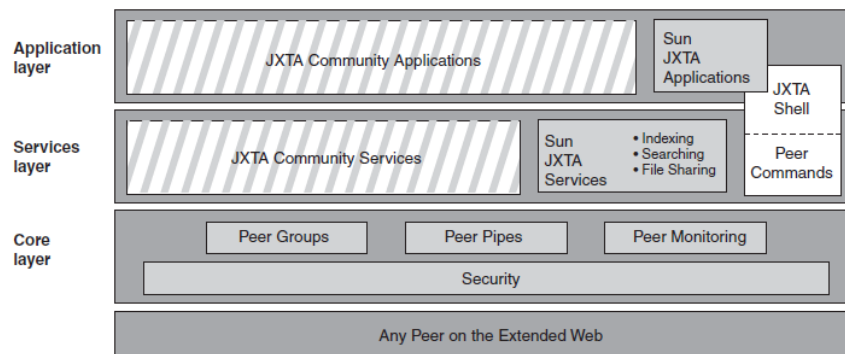 Application
layer
JXTA Community Applications
Sun
JXTA
Applications
JXTA
Shell
Peer
Commands
Services
layer
JXTA Community Services
Sun
JXTA
Services
• Indexing
• Searching
• File Sharing
Core
layer
Peer Groups
Peer Pipes
Peer Monitoring
Security
Any Peer on the Extended Web